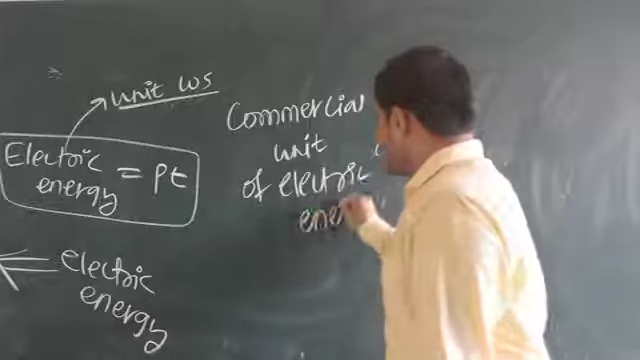 unit ws
Electric
energy = Pt
Commercial
unit
of electric
ene
electric
energy